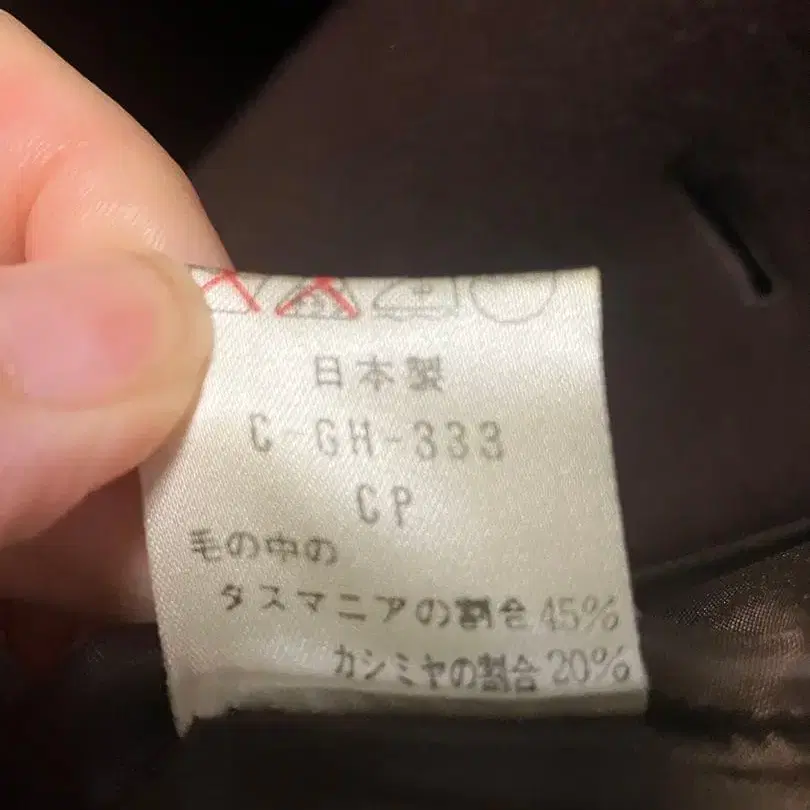 日本製
C-GH-333
CP
毛の中の
タスマニアの割合45%
カシミヤの割合20%